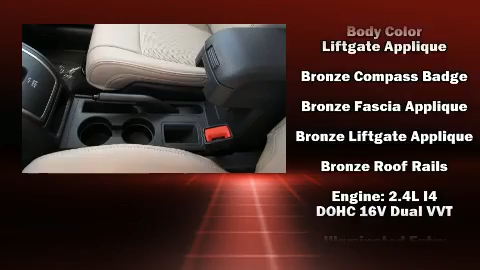 Body Color
Liftgate Applique
Bronze Compass Badge
Bronze Fascia Applique
Bronze Liftgate Applique
Bronze Roof Rails
Engine: 2.4L I4
DOHC 16V Dual VVT